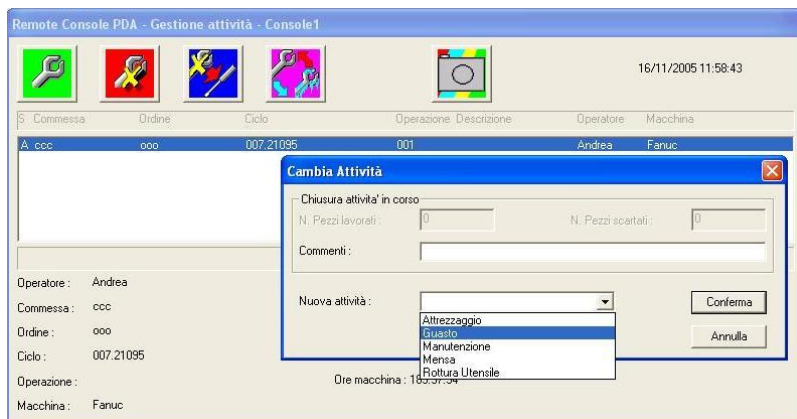 Remote Console PDA - Gestione attività - Console1
16/11/2005 11:58:43
S Commessa Ordine Ciclo Operazione Descrizione Operatore Macchina
A ccc ooo 007.21095 001 Andrea Fanuc
Cambia Attività
Chiusura attivita' in corso
N. Pezzi lavorati : 0 N. Pezzi scartati : 0
Commenti :
Nuova attività :
Conferma
Attrezzaggio
Guasto
Manutenzione
Mensa
Rottura Utensile
Annulla
Operatore : Andrea
Commessa : ccc
Ordine : ooo
Ciclo : 007.21095
Operazione :
Ore macchina :
Macchina : Fanuc